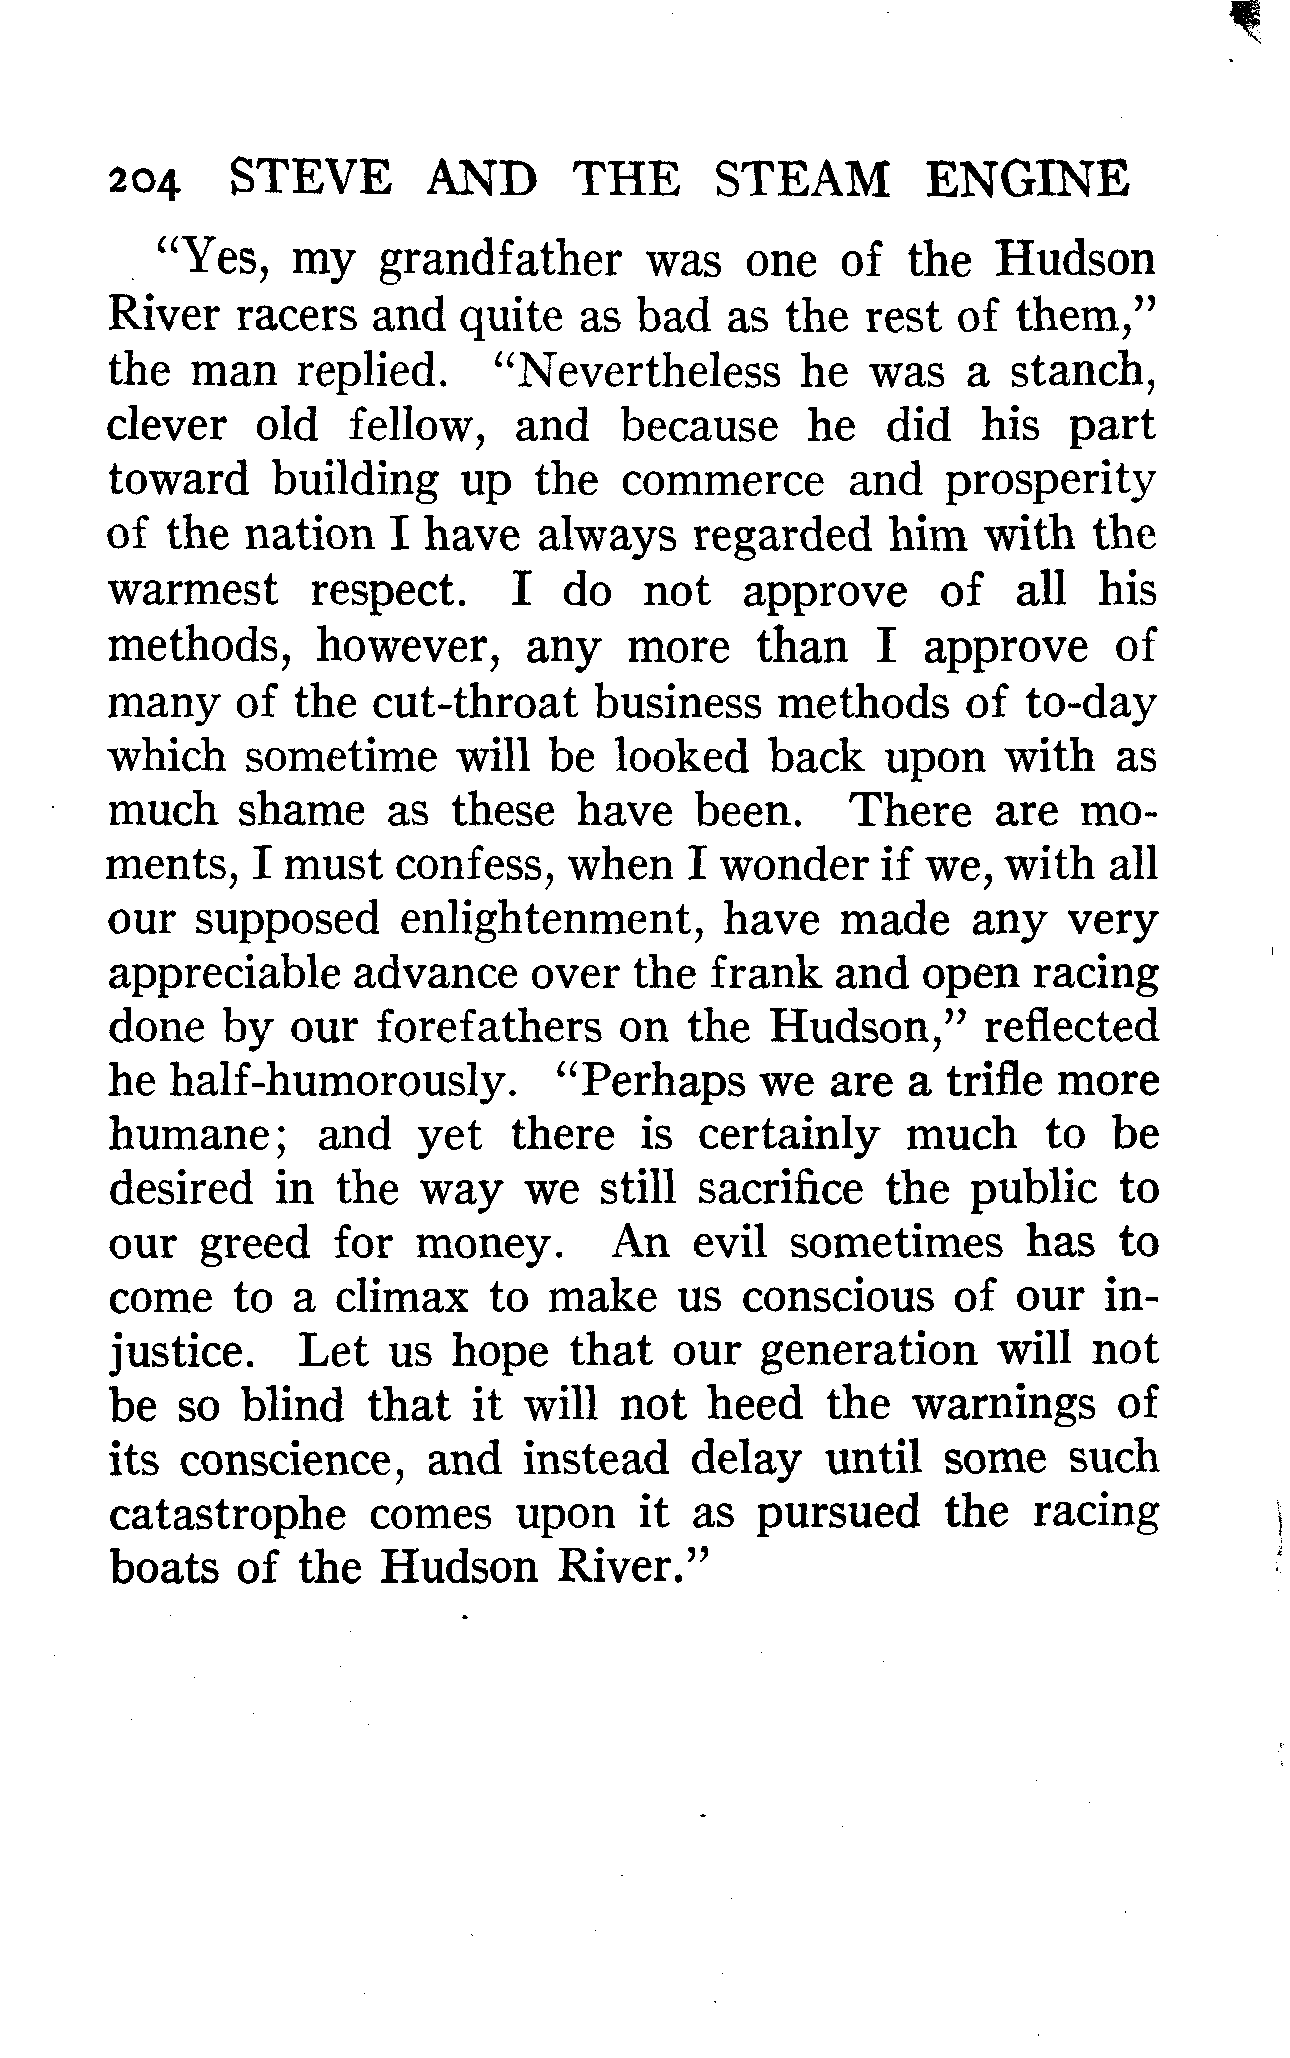 204 STEVE AND THE STEAM ENGINE
“Yes, my grandfather was one of the Hudson
River racers and quite as bad as the rest of them,”
the man replied. “Nevertheless he was a stanch,
clever old fellow, and because he did his part
toward building up the commerce and prosperity
of the nation I have always regarded him with the
warmest respect. I do not approve of all his
methods, however, any more than I approve of
many of the cut-throat business methods of to-day
which sometime will be looked back upon with as
much shame as these have been. There are mo-
ments, I must confess, when I wonder if we, with all
our supposed enlightenment, have made any very
appreciable advance over the frank and open racing
done by our forefathers on the Hudson,” reflected
he half-humorously. “Perhaps we are a trifle more
humane; and yet there is certainly much to be
desired in the way we still sacrifice the public to
our greed for money. An evil sometimes has to
come to a climax to make us conscious of our in-
justice. Let us hope that our generation will not
be so blind that it will not heed the warnings of
its conscience, and instead delay until some such
catastrophe comes upon it as pursued the racing
boats of the Hudson River.”